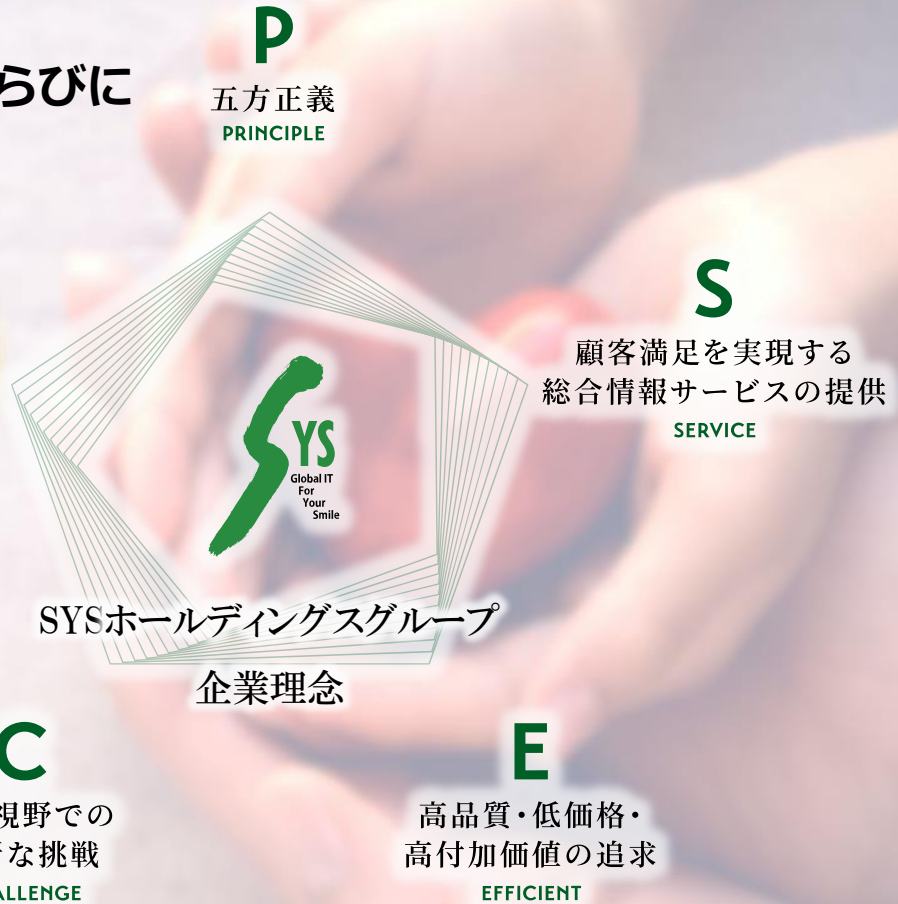 らびに
P
五方正義
PRINCIPLE
S
顧客満足を実現する
総合情報サービスの提供
SERVICE
SYS
Global IT
For
Your
Smile
SYSホールディングスグループ
企業理念
C
視野での
な挑戦
ALLENGE
E
高品質・低価格・
高付加価値の追求
EFFICIENT